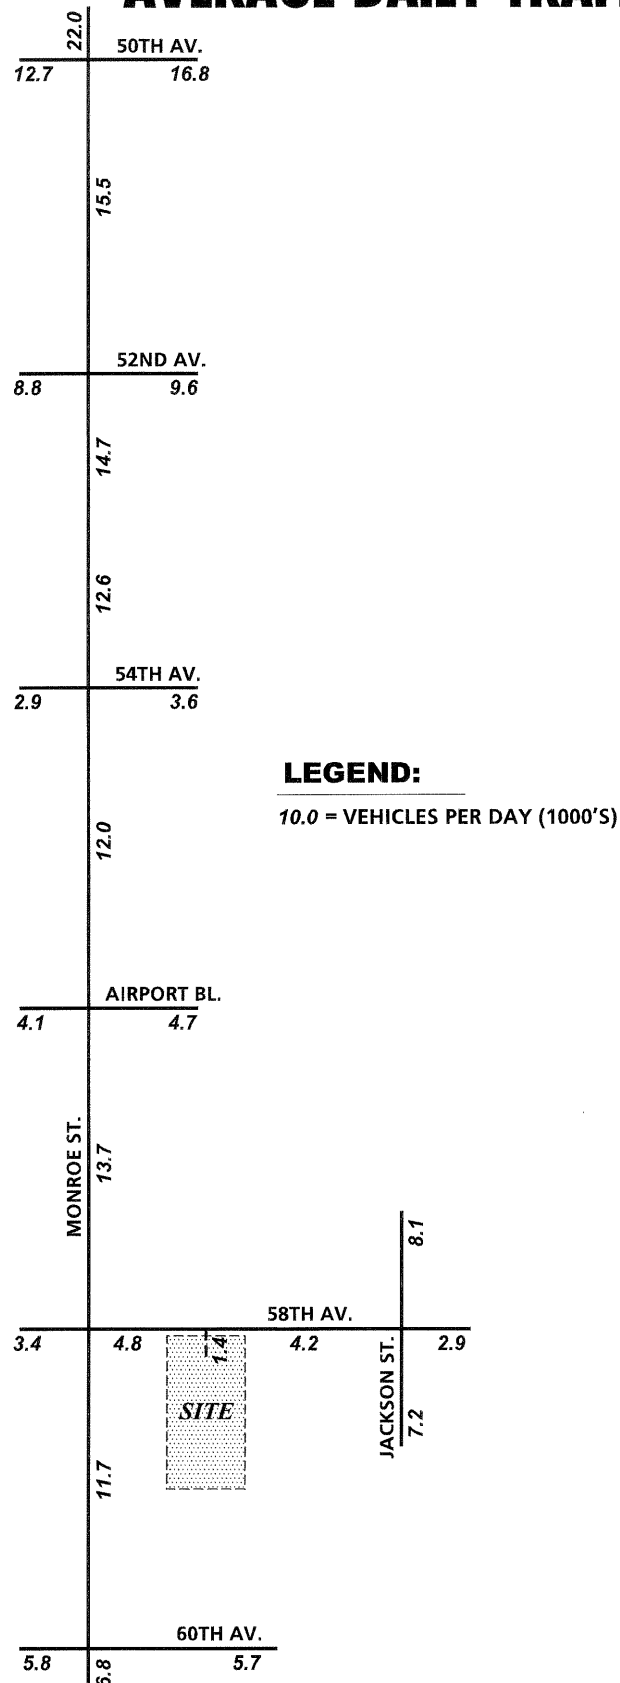 22.0
50TH AV.
12.7
16.8
15.5
52ND AV.
8.8
9.6
14.7
12.6
54TH AV.
2.9
3.6
LEGEND:
10.0 = VEHICLES PER DAY (1000'S)
12.0
AIRPORT BL.
4.1
4.7
MONROE ST.
13.7
8.1
58TH AV.
3.4
4.8
1.4
4.2
2.9
JACKSON ST.
7.2
SITE
11.7
60TH AV.
5.8
5.7